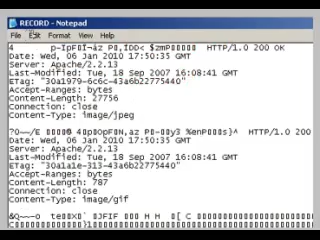 RECORD - Notepad
File Edit Format View Help
HTTP/1.0 200 OK
Date: Wed, 06 Jan 2010 17:50:35 GMT
Server: Apache/2.2.13
Last-Modified: Tue, 18 Sep 2007 16:08:41 GMT
ETag: "30a1979-6c6c-43a6b22775440"
Accept-Ranges: bytes
Content-Length: 27756
Connection: close
Content-Type: image/jpeg
HTTP/1.0 200
Date: Wed, 06 Jan 2010 17:50:35 GMT
Server: Apache/2.2.13
Last-Modified: Tue, 18 Sep 2007 16:08:41 GMT
ETag: "30a1a1e-313-43a6b22775440"
Accept-Ranges: bytes
Content-Length: 787
Connection: close
Content-Type: image/gif
JFIF H H